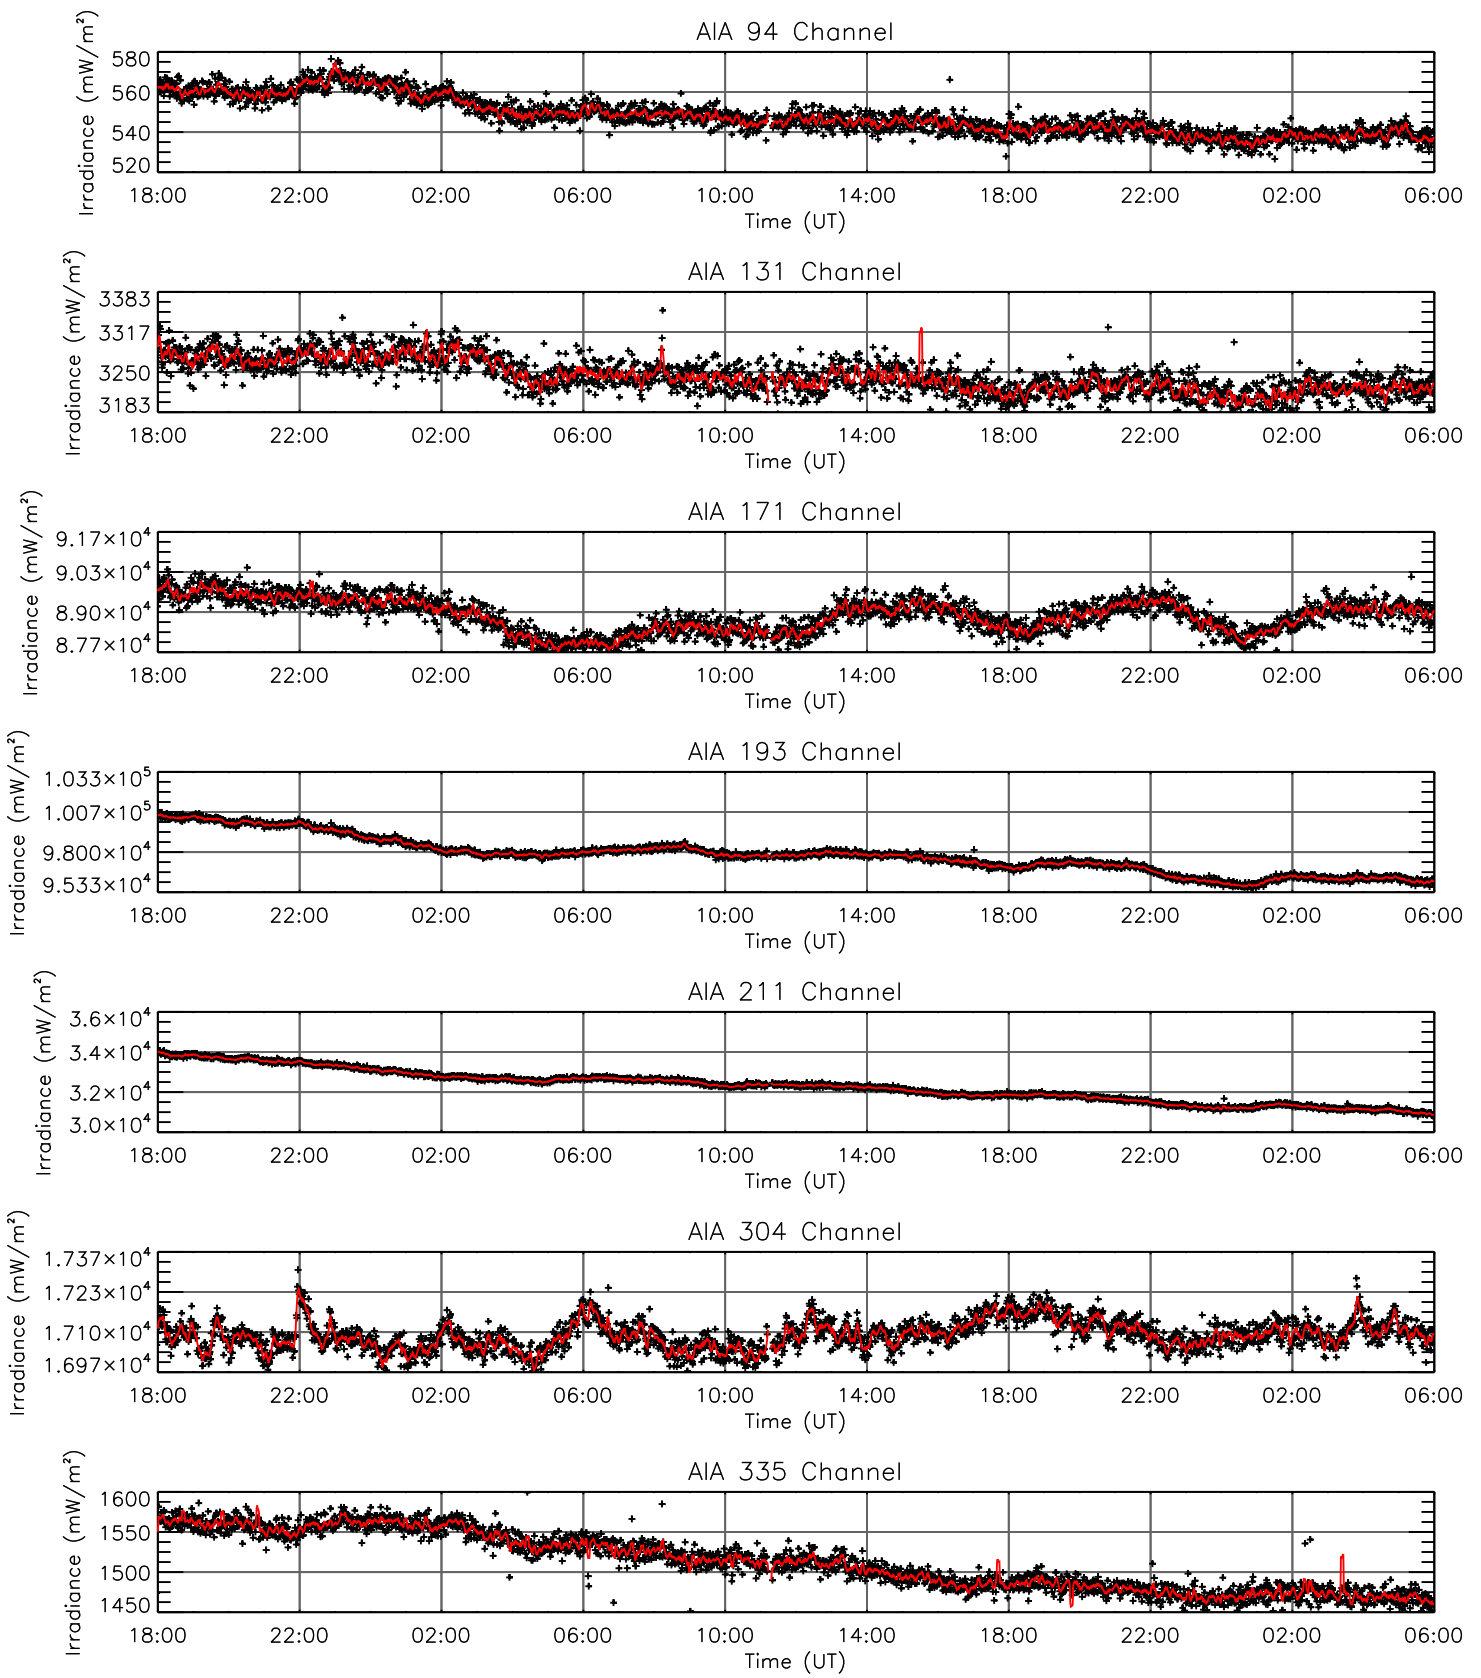 AIA 94 Channel
Irradiance (mW/m²)
580
560
540
520
18:00 22:00 02:00 06:00 10:00 14:00 18:00 22:00 02:00 06:00
Time (UT)
AIA 131 Channel
Irradiance (mW/m²)
3383
3317
3250
3183
18:00 22:00 02:00 06:00 10:00 14:00 18:00 22:00 02:00 06:00
Time (UT)
AIA 171 Channel
Irradiance (mW/m²)
9.17×10⁴
9.03×10⁴
8.90×10⁴
8.77×10⁴
18:00 22:00 02:00 06:00 10:00 14:00 18:00 22:00 02:00 06:00
Time (UT)
AIA 193 Channel
Irradiance (mW/m²)
1.033×10⁵
1.007×10⁵
9.800×10⁴
9.533×10⁴
18:00 22:00 02:00 06:00 10:00 14:00 18:00 22:00 02:00 06:00
Time (UT)
AIA 211 Channel
Irradiance (mW/m²)
3.6×10⁴
3.4×10⁴
3.2×10⁴
3.0×10⁴
18:00 22:00 02:00 06:00 10:00 14:00 18:00 22:00 02:00 06:00
Time (UT)
AIA 304 Channel
Irradiance (mW/m²)
1.737×10⁴
1.723×10⁴
1.710×10⁴
1.697×10⁴
18:00 22:00 02:00 06:00 10:00 14:00 18:00 22:00 02:00 06:00
Time (UT)
AIA 335 Channel
Irradiance (mW/m²)
1600
1550
1500
1450
18:00 22:00 02:00 06:00 10:00 14:00 18:00 22:00 02:00 06:00
Time (UT)